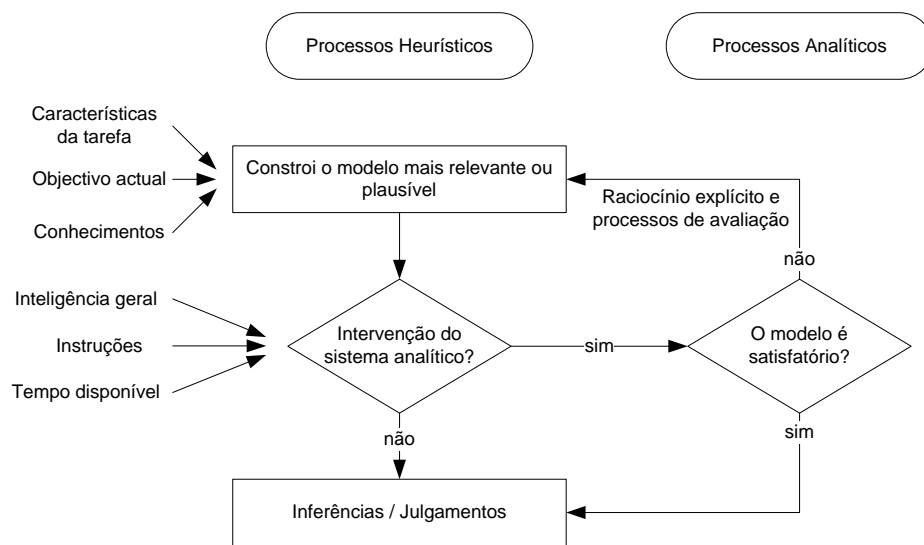 Processos Heurísticos
Processos Analíticos
Características
da tarefa
Objectivo actual
Conhecimentos
Constroi o modelo mais relevante ou
plausível
Raciocínio explícito e
processos de avaliação
não
Inteligência geral
Instruções
Tempo disponível
Intervenção do
sistema analítico?
sim
O modelo é
satisfatório?
não
sim
Inferências / Julgamentos